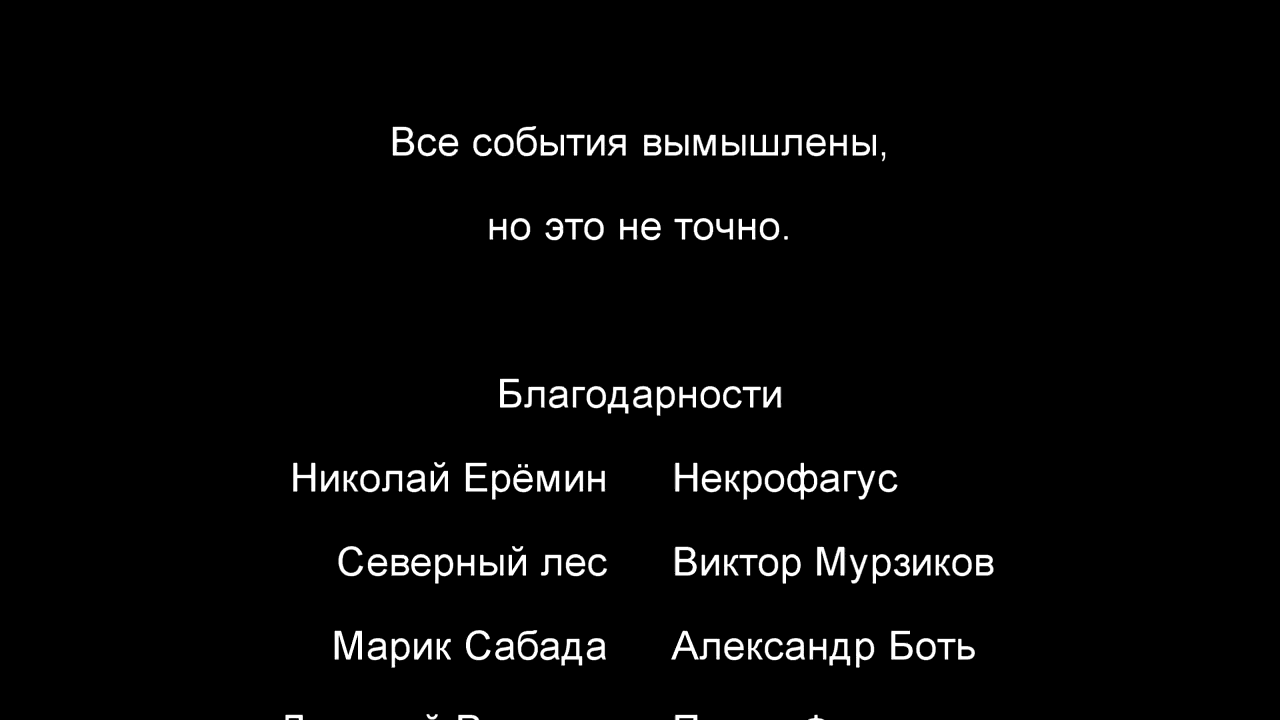 Все события вымышлены,
но это не точно.
Благодарности
Николай Ерёмин Некрофагус
Северный лес Виктор Мурзиков
Марик Сабада Александр Боть